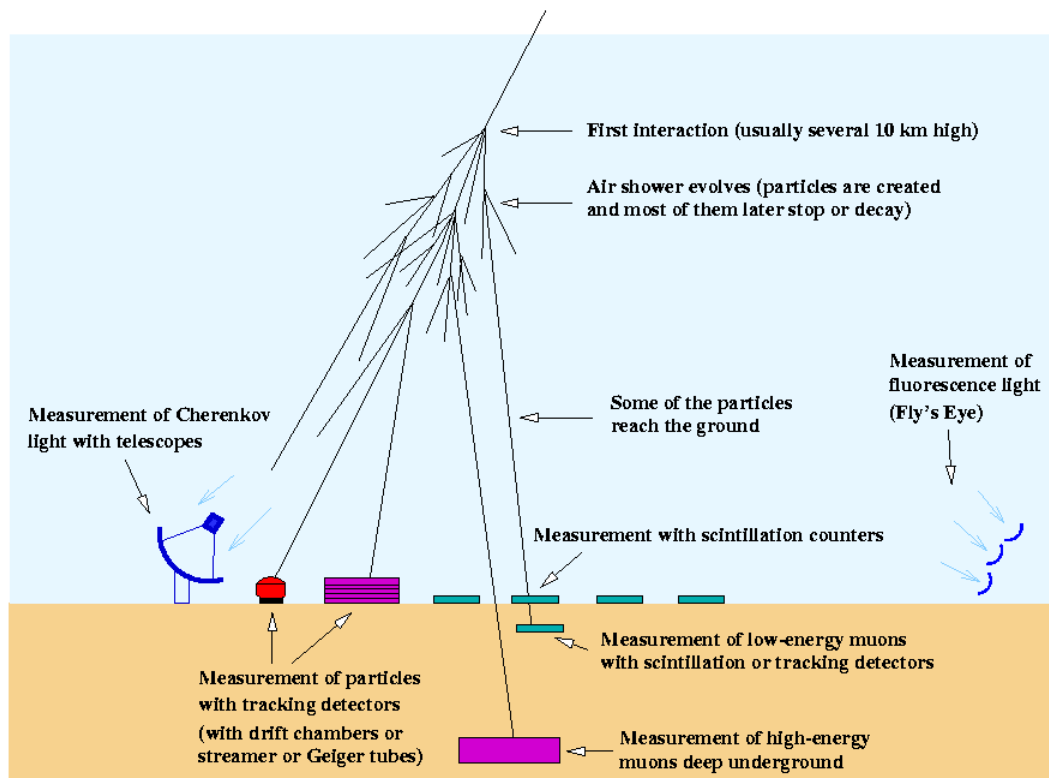 First interaction (usually several 10 km high)
Air shower evolves (particles are created
and most of them later stop or decay)
Measurement of
fluorescence light
(Fly's Eye)
Some of the particles
reach the ground
Measurement of Cherenkov
light with telescopes
Measurement with scintillation counters
Measurement of low-energy muons
with scintillation or tracking detectors
Measurement of particles
with tracking detectors
(with drift chambers or
streamer or Geiger tubes)
Measurement of high-energy
muons deep underground